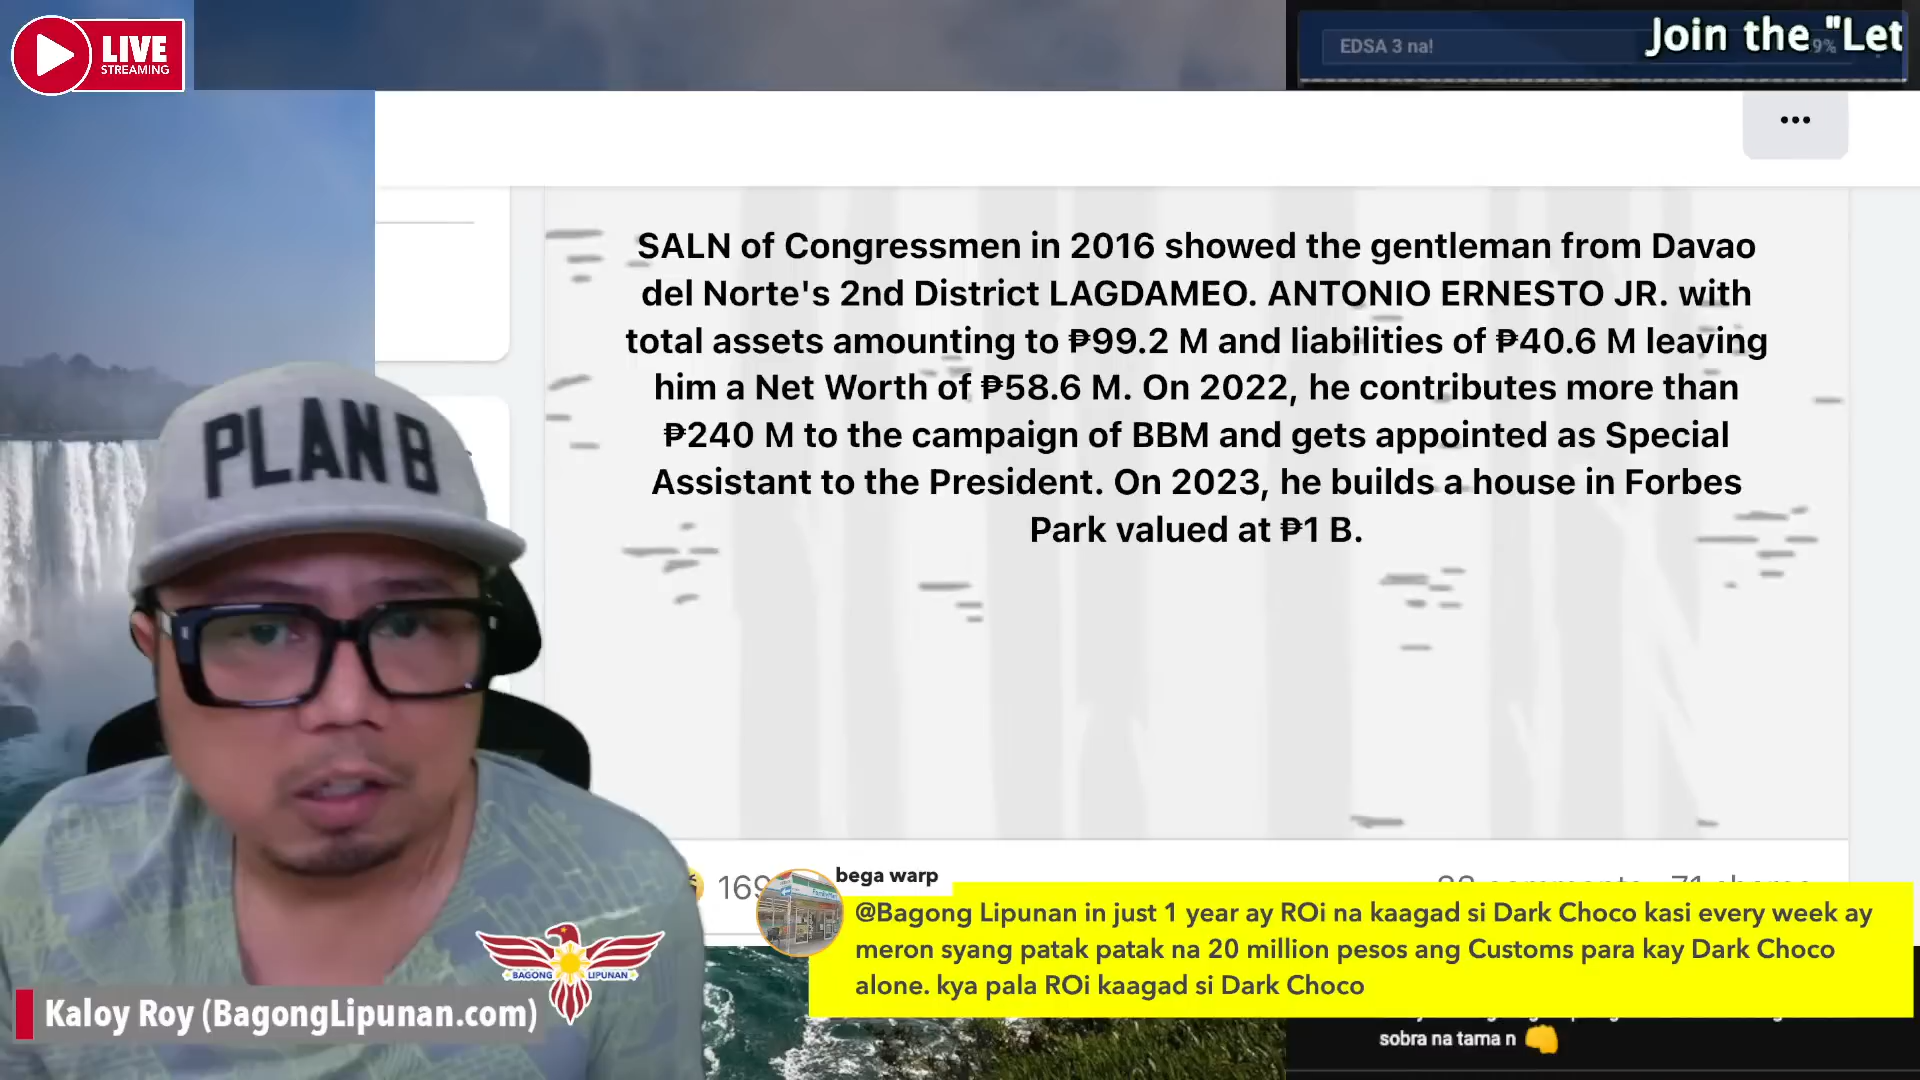 LIVE
STREAMING
EDSA 3 na!
9%
Join the "Let
SALN of Congressmen in 2016 showed the gentleman from Davao
del Norte's 2nd District LAGDAMEO. ANTONIO ERNESTO JR. with
total assets amounting to ₱99.2 M and liabilities of ₱40.6 M leaving
him a Net Worth of ₱58.6 M. On 2022, he contributes more than
₱240 M to the campaign of BBM and gets appointed as Special
Assistant to the President. On 2023, he builds a house in Forbes
Park valued at ₱1 B.
PLAN B
169
bega warp
@Bagong Lipunan in just 1 year ay ROi na kaagad si Dark Choco kasi every week ay
meron syang patak patak na 20 million pesos ang Customs para kay Dark Choco
alone. kya pala ROi kaagad si Dark Choco
BAGONG LIPUNAN
Kaloy Roy (BagongLipunan.com)
sobra na tama n